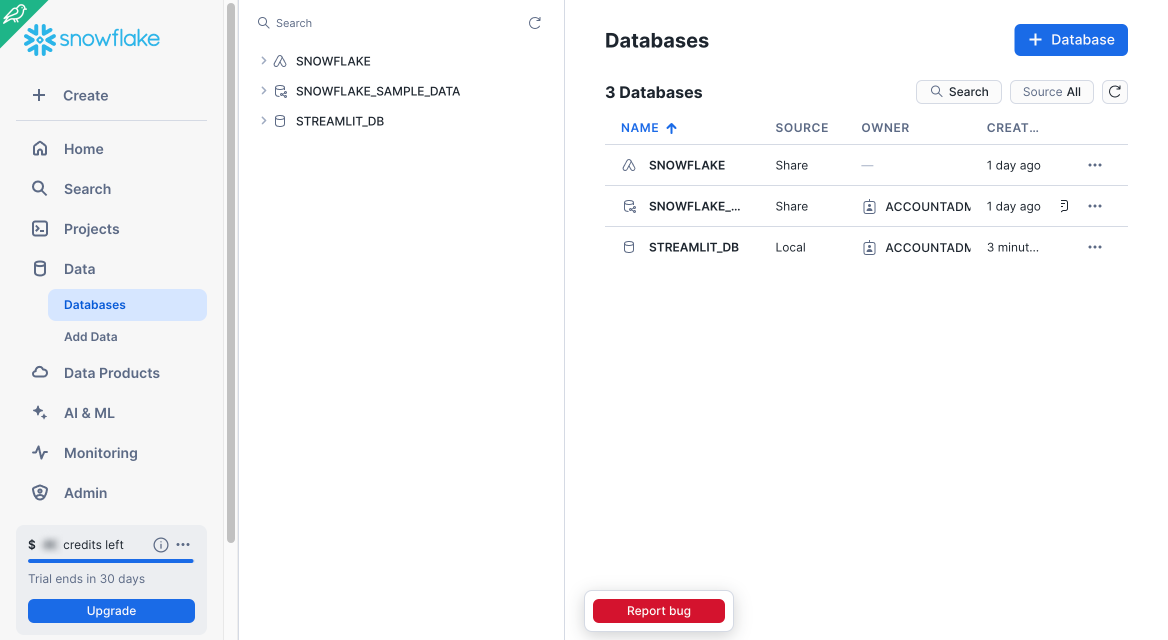 snowflake
Create
Home
Search
Projects
Data
Databases
Add Data
Data Products
AI & ML
Monitoring
Admin
$ credits left
Trial ends in 30 days
Upgrade
Search
SNOWFLAKE
SNOWFLAKE_SAMPLE_DATA
STREAMLIT_DB
Databases
Database
3 Databases
Search
Source All
NAME SOURCE OWNER CREAT...
SNOWFLAKE Share — 1 day ago
SNOWFLAKE_... Share ACCOUNTADM 1 day ago
STREAMLIT_DB Local ACCOUNTADM 3 minut...
Report bug